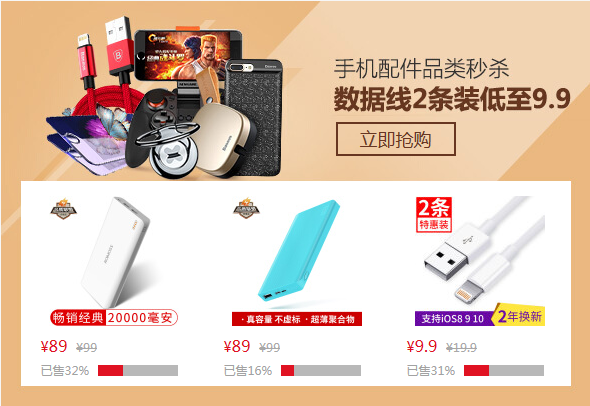 手机配件品类秒杀
数据线2条装低至9.9
立即抢购
2条
特惠装
畅销经典 20000毫安
·真容量 不虚标 ·超薄聚合物
支持iOS8 9 10
2年换新
¥89 ¥99
¥89 ¥99
¥9.9 ¥19.9
已售32%
已售16%
已售31%